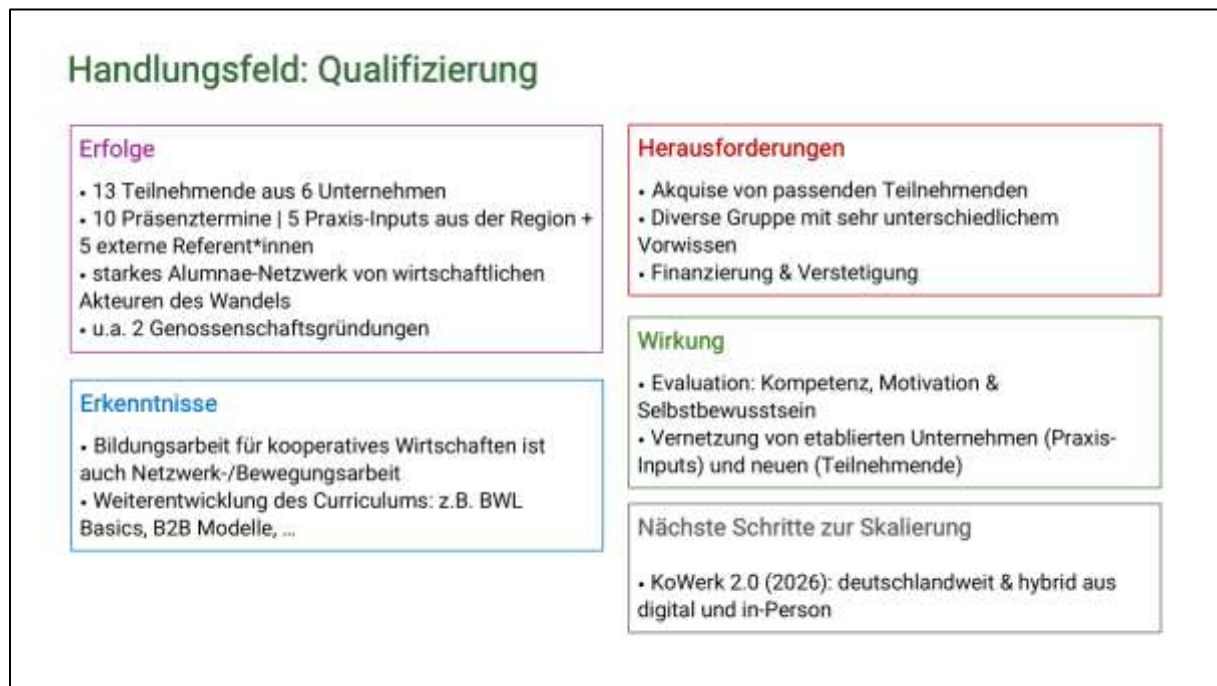 Handlungsfeld: Qualifizierung
Erfolge
• 13 Teilnehmende aus 6 Unternehmen
• 10 Präsenztermine | 5 Praxis-Inputs aus der Region +
5 externe Referent*innen
• starkes Alumnae-Netzwerk von wirtschaftlichen
Akteuren des Wandels
• u.a. 2 Genossenschaftsgründungen
Erkenntnisse
• Bildungsarbeit für kooperatives Wirtschaften ist
auch Netzwerk-/Bewegungsarbeit
• Weiterentwicklung des Curriculums: z.B. BWL
Basics, B2B Modelle, ...
Herausforderungen
• Akquise von passenden Teilnehmenden
• Diverse Gruppe mit sehr unterschiedlichem
Vorwissen
• Finanzierung & Verstetigung
Wirkung
• Evaluation: Kompetenz, Motivation &
Selbstbewusstsein
• Vernetzung von etablierten Unternehmen (Praxis-
Inputs) und neuen (Teilnehmende)
Nächste Schritte zur Skalierung
• KoWerk 2.0 (2026): deutschlandweit & hybrid aus
digital und in-Person